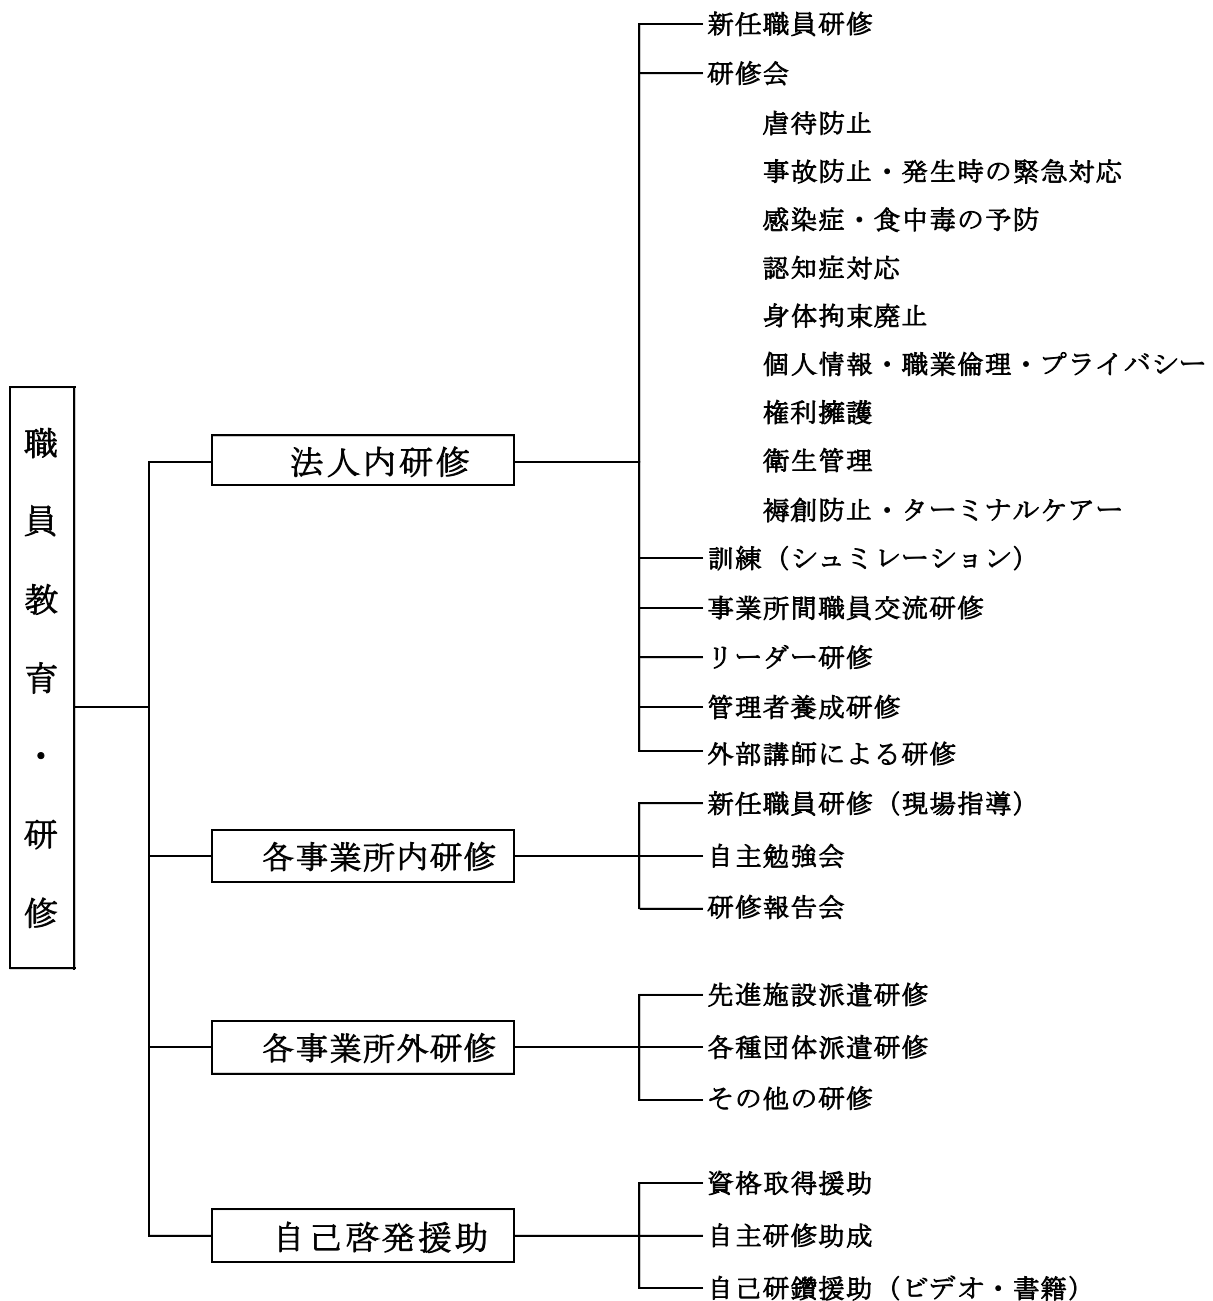 職員教育・研修
法人内研修
新任職員研修
研修会
虐待防止
事故防止・発生時の緊急対応
感染症・食中毒の予防
認知症対応
身体拘束廃止
個人情報・職業倫理・プライバシー
権利擁護
衛生管理
褥創防止・ターミナルケアー
訓練（シュミレーション）
事業所間職員交流研修
リーダー研修
管理者養成研修
外部講師による研修
各事業所内研修
新任職員研修（現場指導）
自主勉強会
研修報告会
各事業所外研修
先進施設派遣研修
各種団体派遣研修
その他の研修
自己啓発援助
資格取得援助
自主研修助成
自己研鑽援助（ビデオ・書籍）